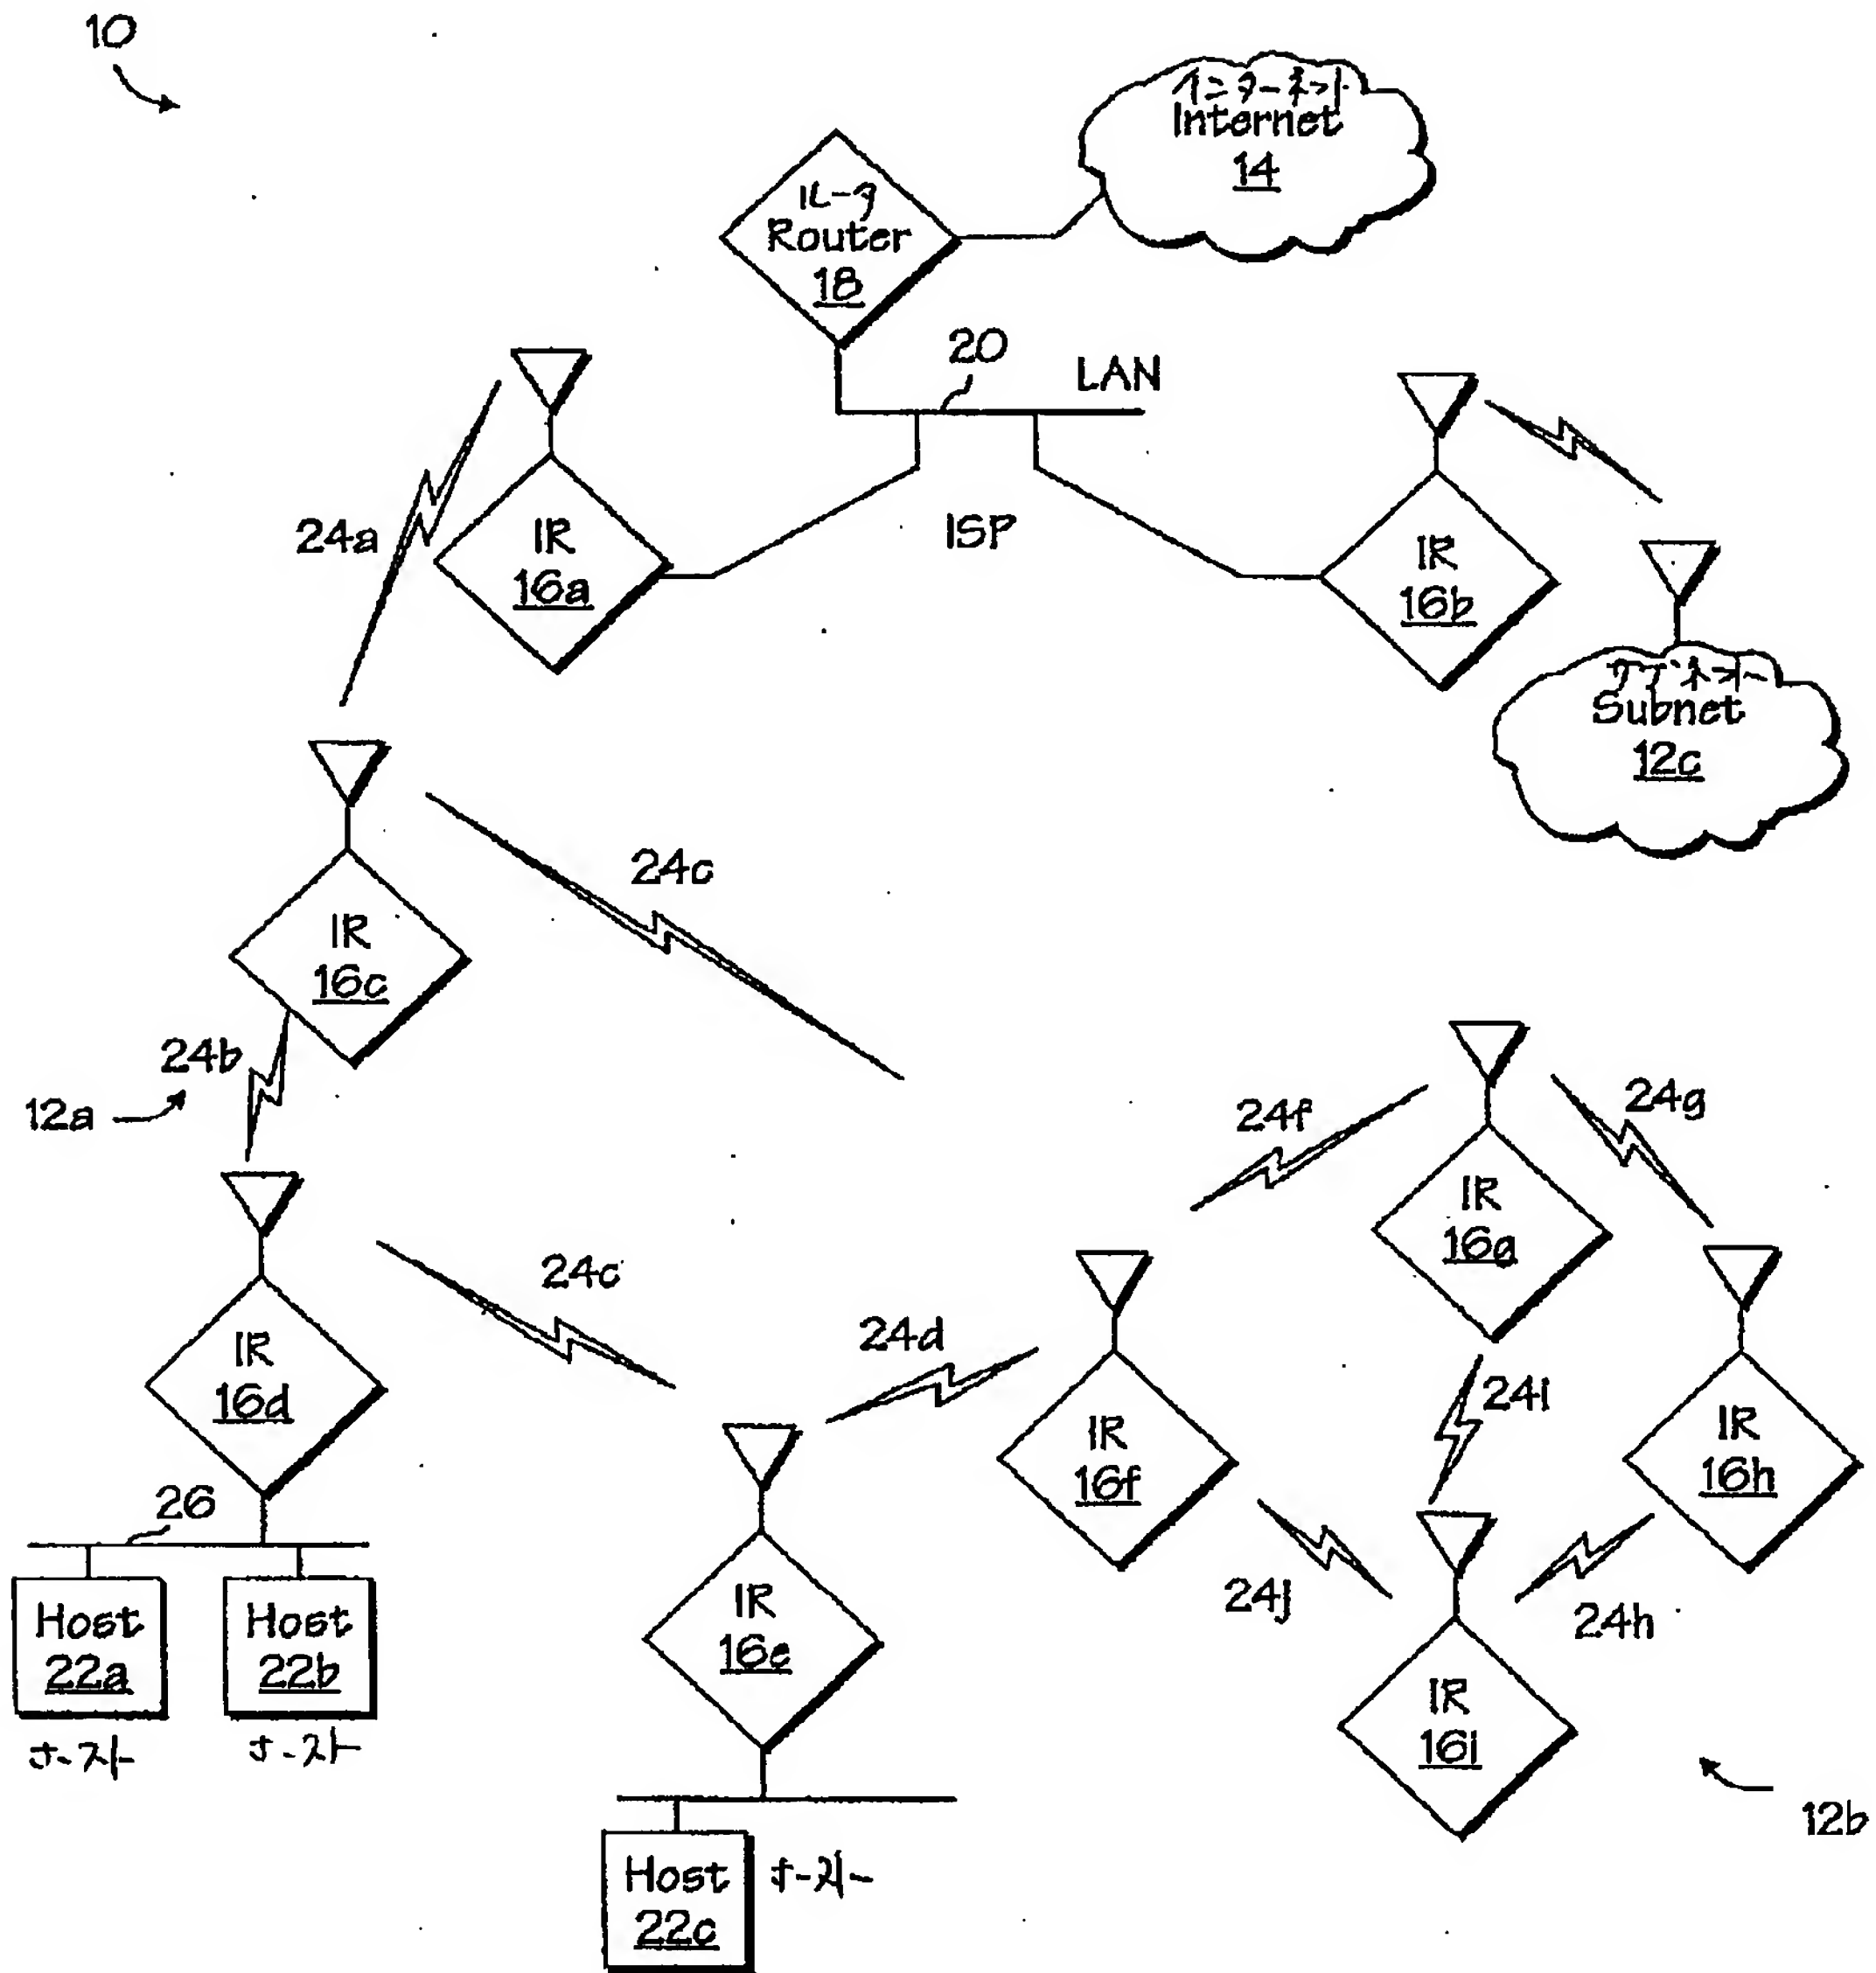 10
インターネット
Internet
14
ルータ
Router
18
20
LAN
24a
IR
16a
ISP
IR
16b
サブネット
Subnet
12c
24c
IR
16c
24b
12a
24f
24g
IR
16g
24c
24d
IR
16d
24i
IR
16f
IR
16h
26
Host
22a
Host
22b
ホスト
ホスト
IR
16e
24j
24h
IR
16i
12b
Host
22c
ホスト